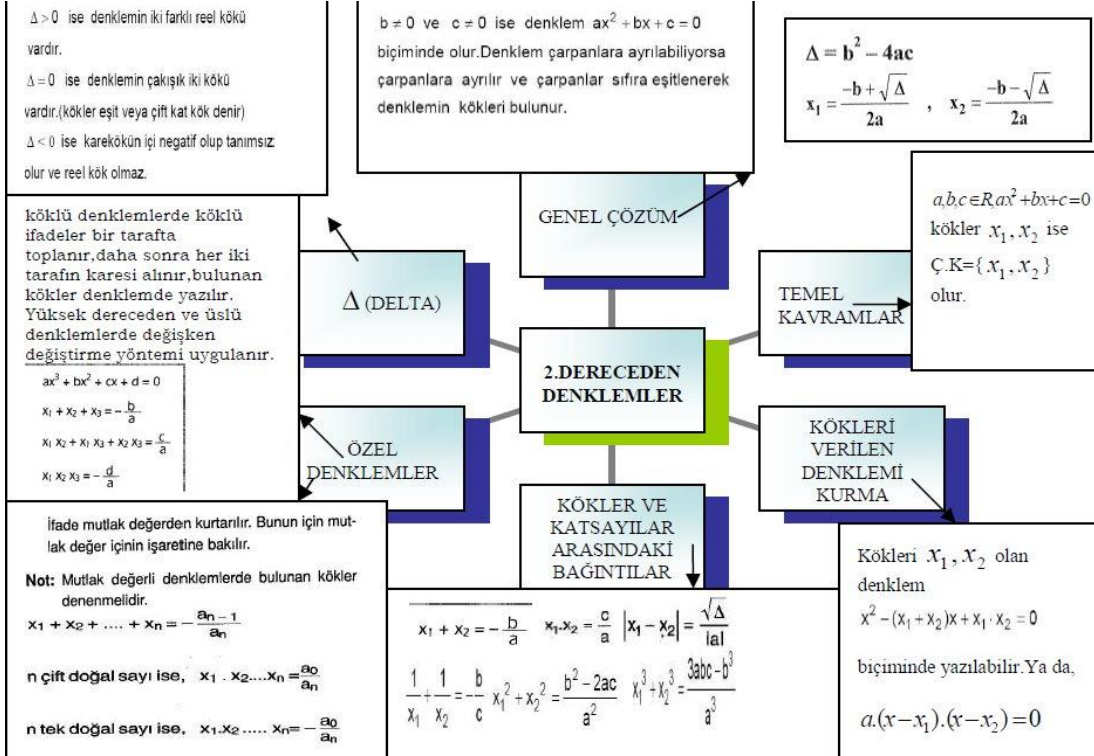 Δ > 0 ise denklemin iki farklı reel kökü
vardır.
Δ = 0 ise denklemin çakışık iki kökü
vardır.(kökler eşit veya çift kat kök denir)
Δ < 0 ise karekökün içi negatif olup tanımsız
olur ve reel kök olmaz.
b ≠ 0 ve c ≠ 0 ise denklem ax² + bx + c = 0
biçiminde olur.Denklem çarpanlara ayrılabiliyorsa
çarpanlara ayrılır ve çarpanlar sıfıra eşitlenerek
denklemin kökleri bulunur.
Δ = b² − 4ac
x₁ = (−b + √Δ)/2a , x₂ = (−b − √Δ)/2a
köklü denklemlerde köklü
ifadeler bir tarafta
toplanır,daha sonra her iki
tarafın karesi alınır,bulunan
kökler denklemde yazılır.
Yüksek dereceden ve üslü
denklemlerde değişken
değiştirme yöntemi uygulanır.
ax³ + bx² + cx + d = 0
x₁ + x₂ + x₃ = −b/a
x₁ x₂ + x₁ x₃ + x₂ x₃ = c/a
x₁ x₂ x₃ = −d/a
Δ (DELTA)
GENEL ÇÖZÜM
TEMEL
KAVRAMLAR
a,b,c∈R,ax²+bx+c=0
kökler x₁, x₂ ise
Ç.K={ x₁, x₂ }
olur.
2.DERECEDEN
DENKLEMLER
ÖZEL
DENKLEMLER
KÖKLER VE
KATSAYILAR
ARASINDAKİ
BAĞINTILAR
KÖKLERİ
VERİLEN
DENKLEMİ
KURMA
İfade mutlak değerden kurtarılır. Bunun için mut-
lak değer içinin işaretine bakılır.
Not: Mutlak değerli denklemlerde bulunan kökler
denenmelidir.
x₁ + x₂ + .... + xₙ = − aₙ₋₁/aₙ
n çift doğal sayı ise, x₁ . x₂...xₙ = a₀/aₙ
n tek doğal sayı ise, x₁.x₂ ..... xₙ= − a₀/aₙ
x₁ + x₂ = −b/a x₁.x₂ = c/a |x₁ − x₂| = √Δ/|a|
1/x₁ + 1/x₂ = −b/c x₁² + x₂² = (b² − 2ac)/a² x₁³ + x₂³ = (3abc − b³)/a³
Kökleri x₁, x₂ olan
denklem
x² −(x₁ + x₂)x + x₁ · x₂ = 0
biçiminde yazılabilir.Ya da,
a.(x−x₁).(x−x₂)=0